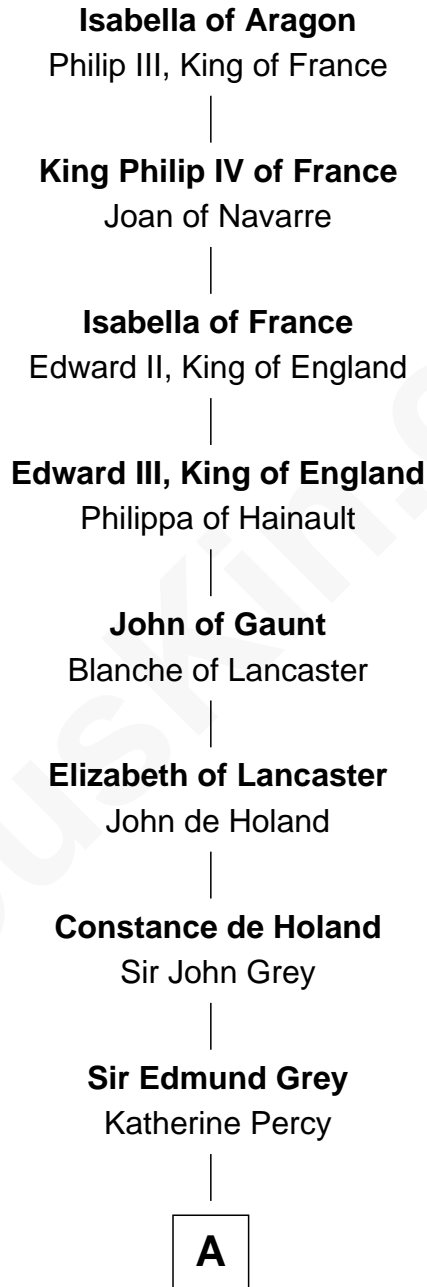 Isabella of Aragon
Philip III, King of France
King Philip IV of France
Joan of Navarre
Isabella of France
Edward II, King of England
Edward III, King of England
Philippa of Hainault
John of Gaunt
Blanche of Lancaster
Elizabeth of Lancaster
John de Holand
Constance de Holand
Sir John Grey
Sir Edmund Grey
Katherine Percy
A